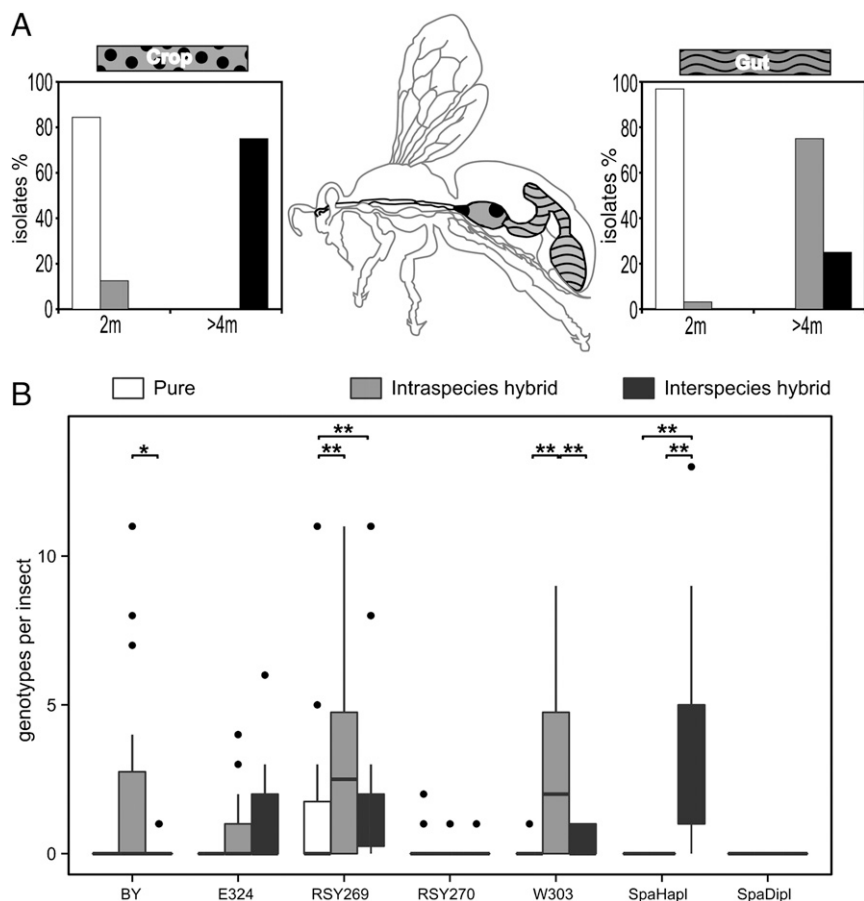 A
Crop
Gut
100
80
60
40
20
0
isolates %
2m
>4m
100
80
60
40
20
0
isolates %
2m
>4m
Pure
Intraspecies hybrid
Interspecies hybrid
B
**
**
*
**
**
**
**
10
5
0
genotypes per insect
BY
E324
RSY269
RSY270
W303
SpaHapl
SpaDipl